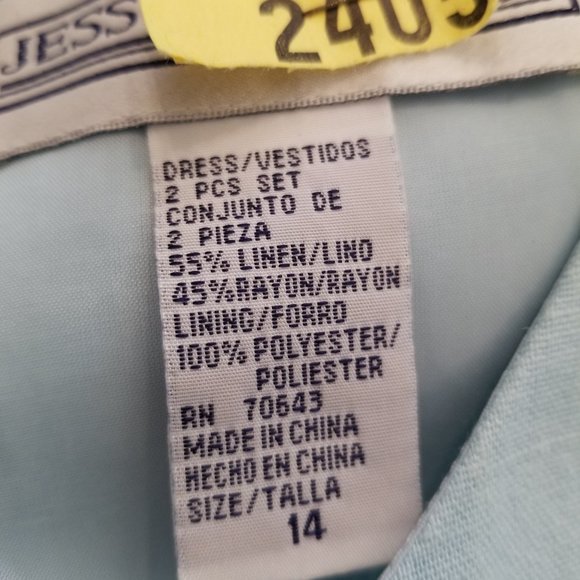 JESS
2405
DRESS/VESTIDOS
2 PCS SET
CONJUNTO DE
2 PIEZA
55% LINEN/LINO
45%RAYON/RAYON
LINING/FORRO
100% POLYESTER/
POLIESTER
RN 70643
MADE IN CHINA
HECHO EN CHINA
SIZE/TALLA
14